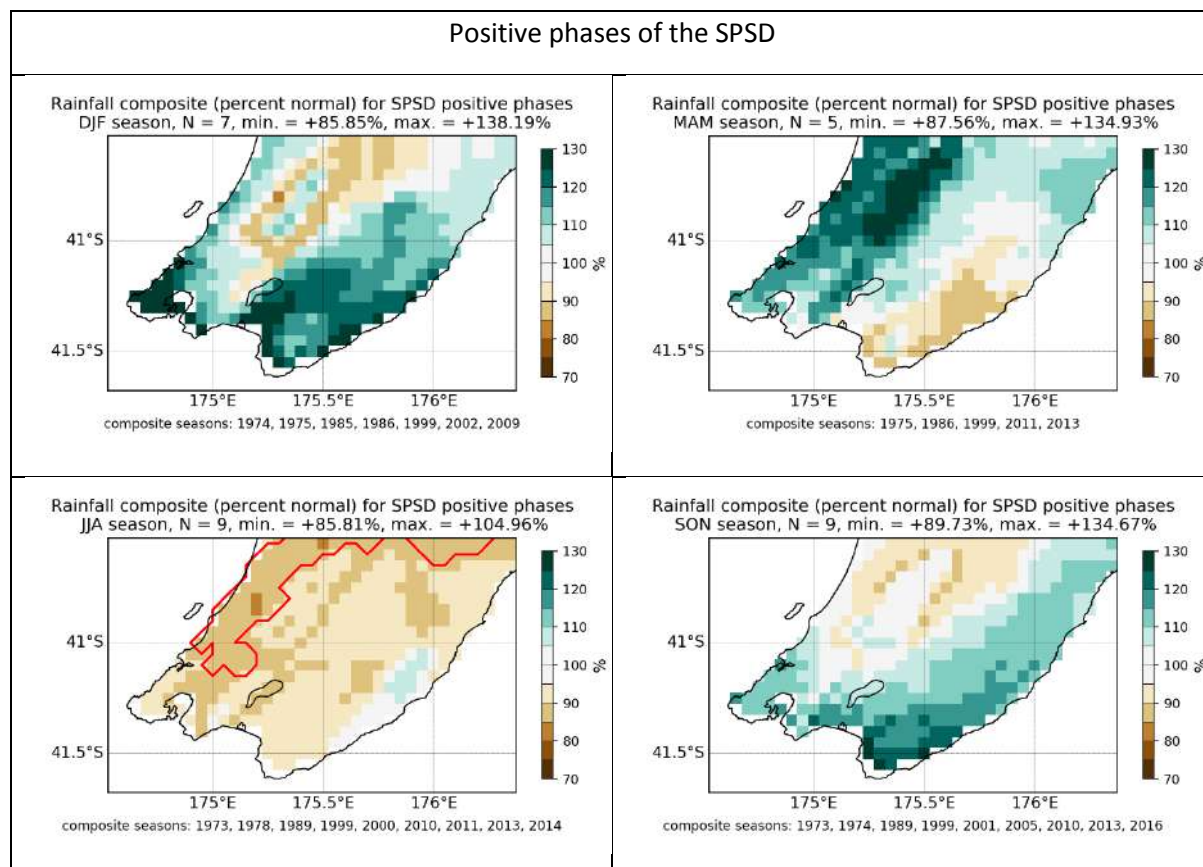 Positive phases of the SPSD
Rainfall composite (percent normal) for SPSD positive phases
DJF season, N = 7, min. = +85.85%, max. = +138.19%
130
120
110
100
90
80
70
%
41°S
41.5°S
175°E
175.5°E
176°E
composite seasons: 1974, 1975, 1985, 1986, 1999, 2002, 2009
Rainfall composite (percent normal) for SPSD positive phases
MAM season, N = 5, min. = +87.56%, max. = +134.93%
130
120
110
100
90
80
70
%
41°S
41.5°S
175°E
175.5°E
176°E
composite seasons: 1975, 1986, 1999, 2011, 2013
Rainfall composite (percent normal) for SPSD positive phases
JJA season, N = 9, min. = +85.81%, max. = +104.96%
130
120
110
100
90
80
70
%
41°S
41.5°S
175°E
175.5°E
176°E
composite seasons: 1973, 1978, 1989, 1999, 2000, 2010, 2011, 2013, 2014
Rainfall composite (percent normal) for SPSD positive phases
SON season, N = 9, min. = +89.73%, max. = +134.67%
130
120
110
100
90
80
70
%
41°S
41.5°S
175°E
175.5°E
176°E
composite seasons: 1973, 1974, 1989, 1999, 2001, 2005, 2010, 2013, 2016